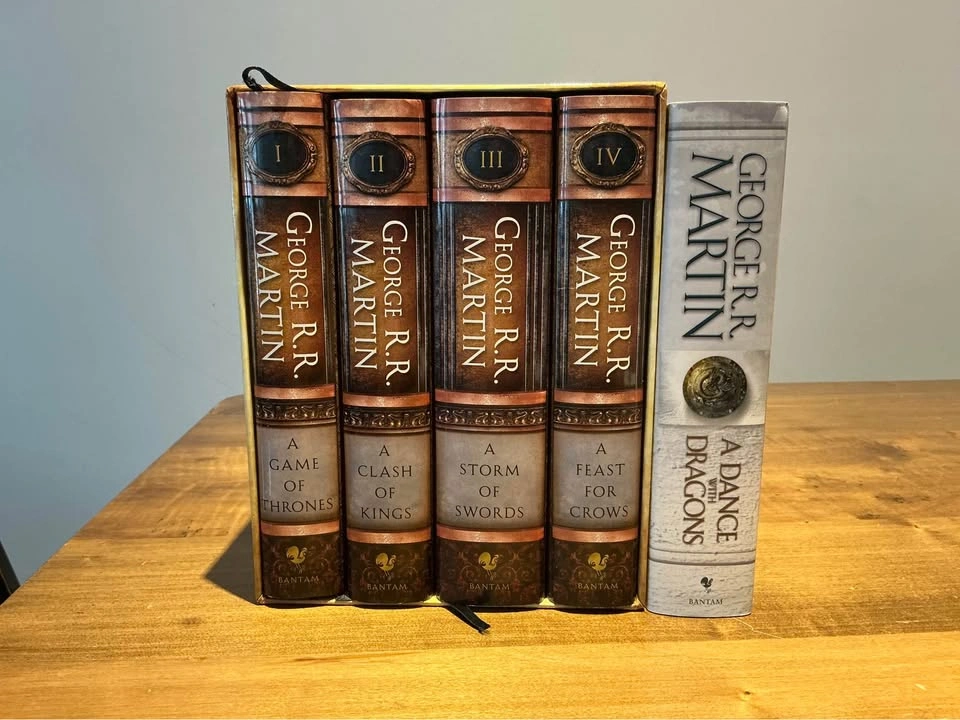 I
GEORGE R.R.
MARTIN
A
GAME
OF
THRONES
BANTAM
II
GEORGE R.R.
MARTIN
A
CLASH
OF
KINGS
BANTAM
III
GEORGE R.R.
MARTIN
A
STORM
OF
SWORDS
BANTAM
IV
GEORGE R.R.
MARTIN
A
FEAST
FOR
CROWS
BANTAM
GEORGE R.R.
MARTIN
A DANCE
WITH
DRAGONS
BANTAM